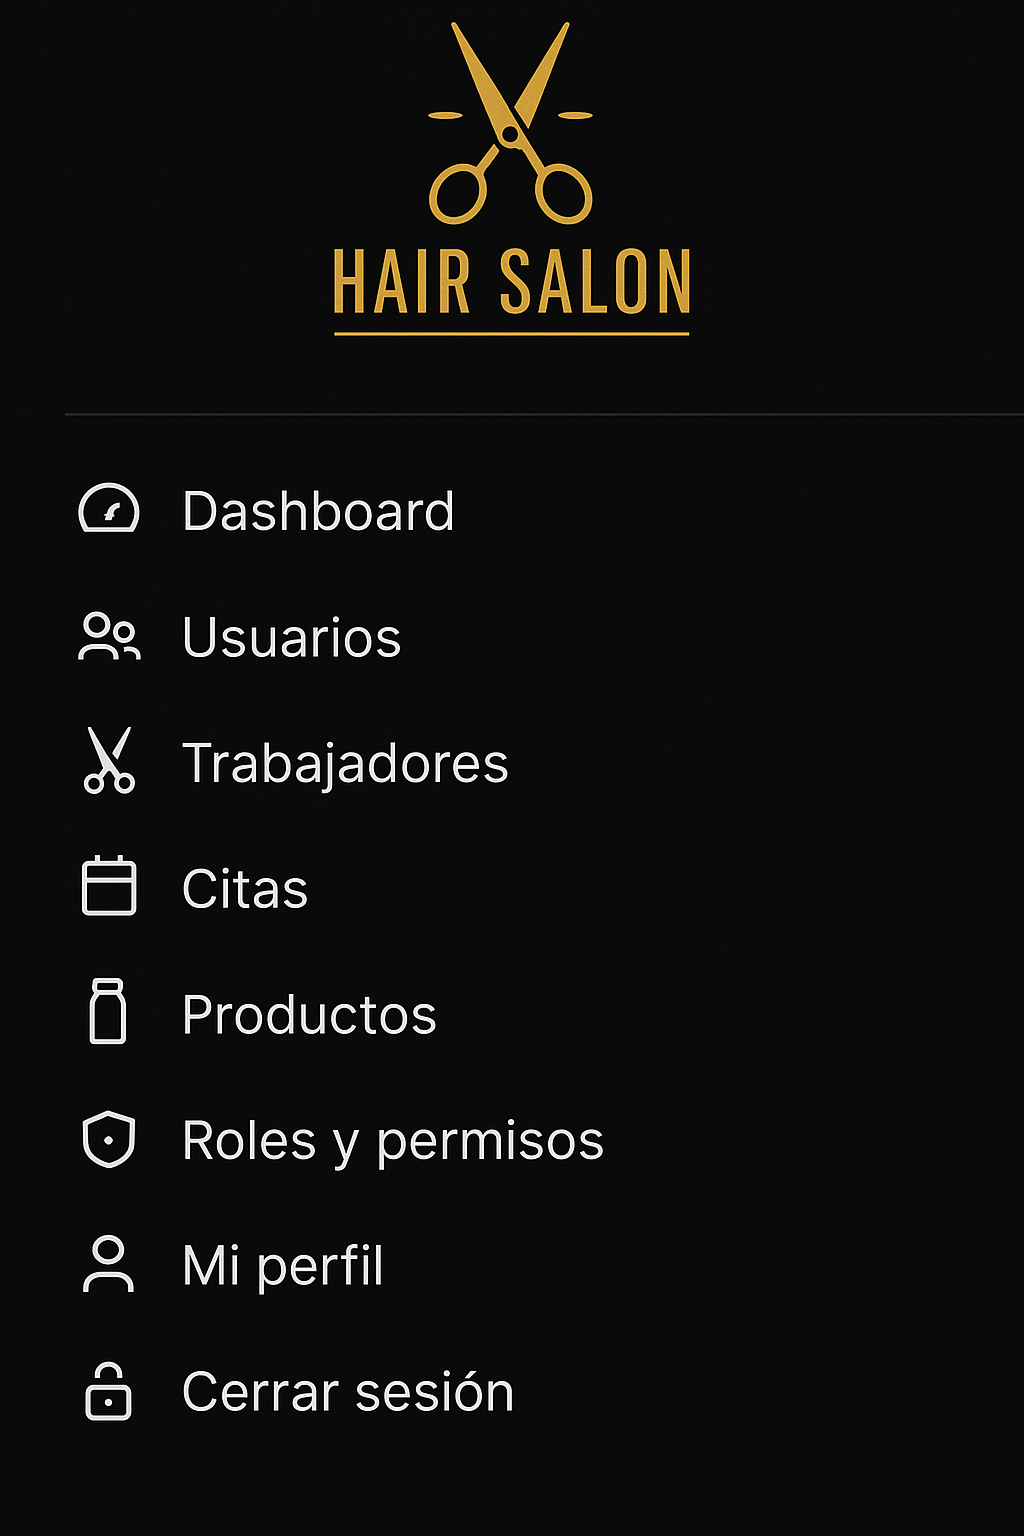 HAIR SALON
Dashboard
Usuarios
Trabajadores
Citas
Productos
Roles y permisos
Mi perfil
Cerrar sesión